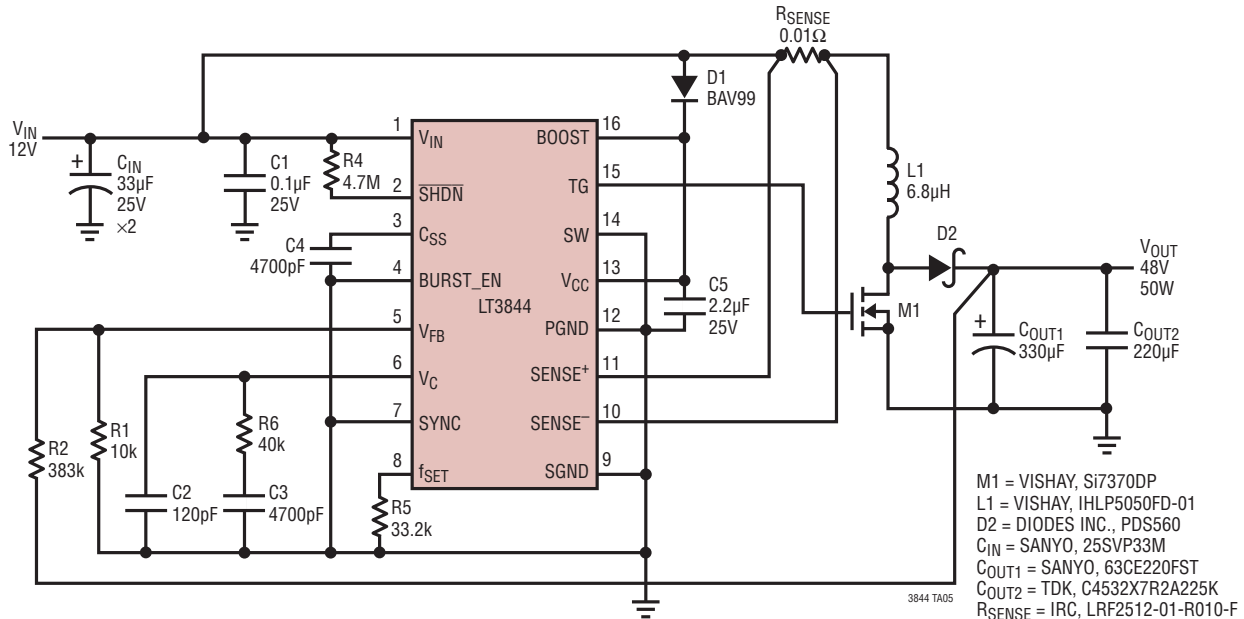 RSENSE
0.01Ω
D1
BAV99
VIN
12V
+
CIN
33µF
25V
×2
C1
0.1µF
25V
R4
4.7M
C4
4700pF
1
VIN
2
SHDN
3
CSS
4
BURST_EN
LT3844
5
VFB
6
VC
7
SYNC
8
fSET
16
BOOST
15
TG
14
SW
13
VCC
12
PGND
11
SENSE+
10
SENSE–
9
SGND
C5
2.2µF
25V
L1
6.8µH
D2
M1
VOUT
48V
50W
+
COUT1
330µF
COUT2
220µF
R2
383k
R1
10k
C2
120pF
R6
40k
C3
4700pF
R5
33.2k
M1 = VISHAY, Si7370DP
L1 = VISHAY, IHLP5050FD-01
D2 = DIODES INC., PDS560
CIN = SANYO, 25SVP33M
COUT1 = SANYO, 63CE220FST
COUT2 = TDK, C4532X7R2A225K
RSENSE = IRC, LRF2512-01-R010-F
3844 TA05